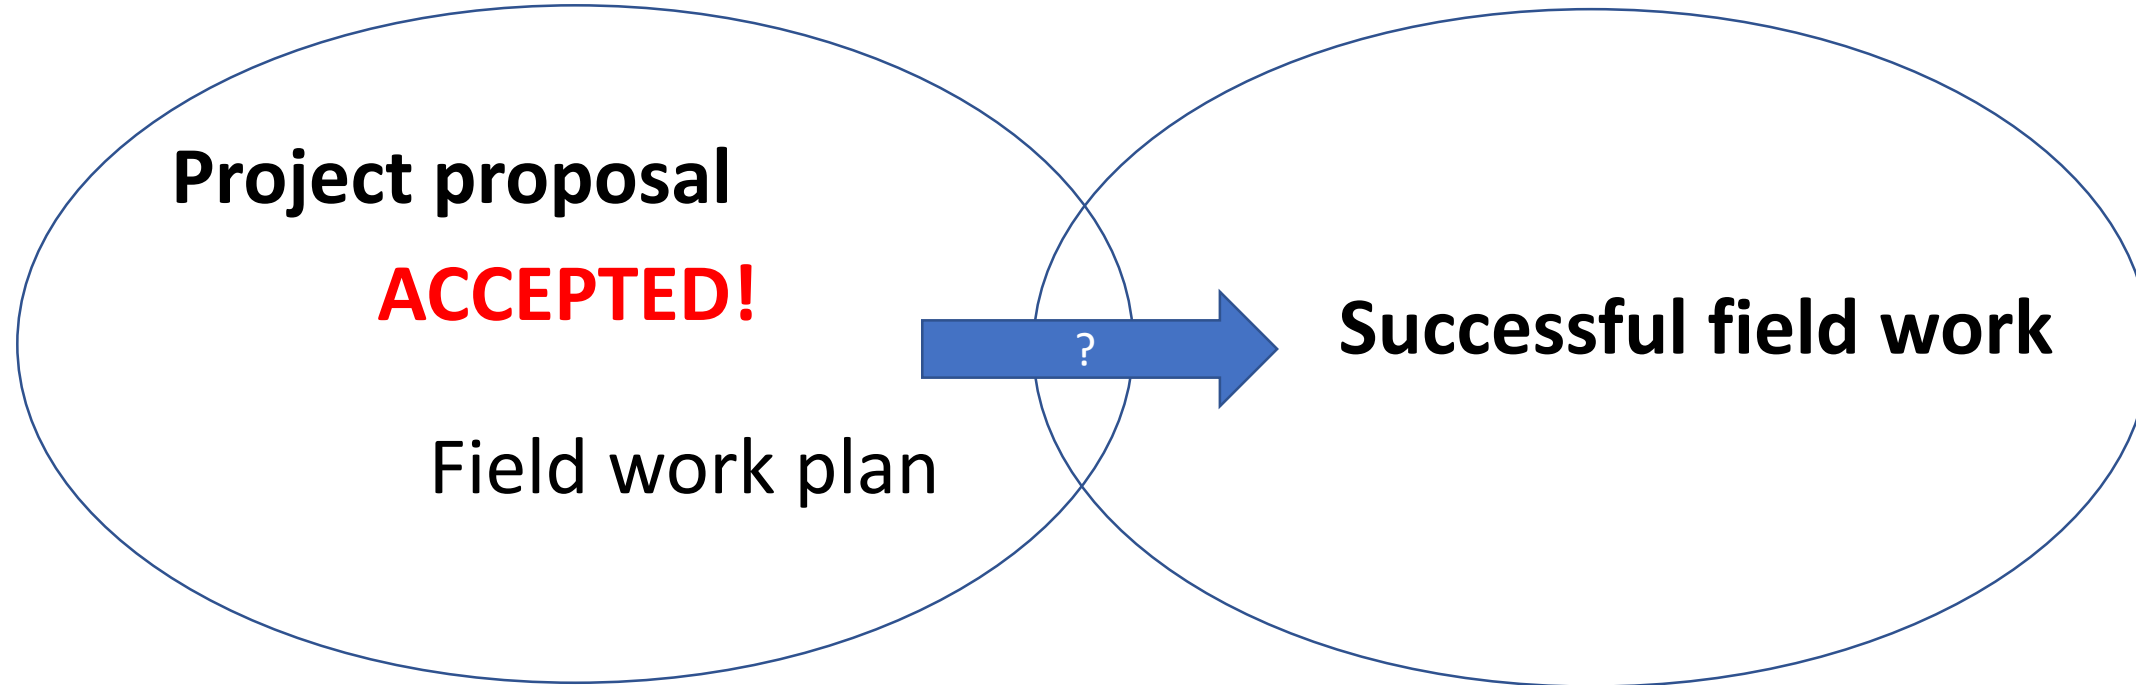 Project proposal
ACCEPTED!
Field work plan
?
Successful field work